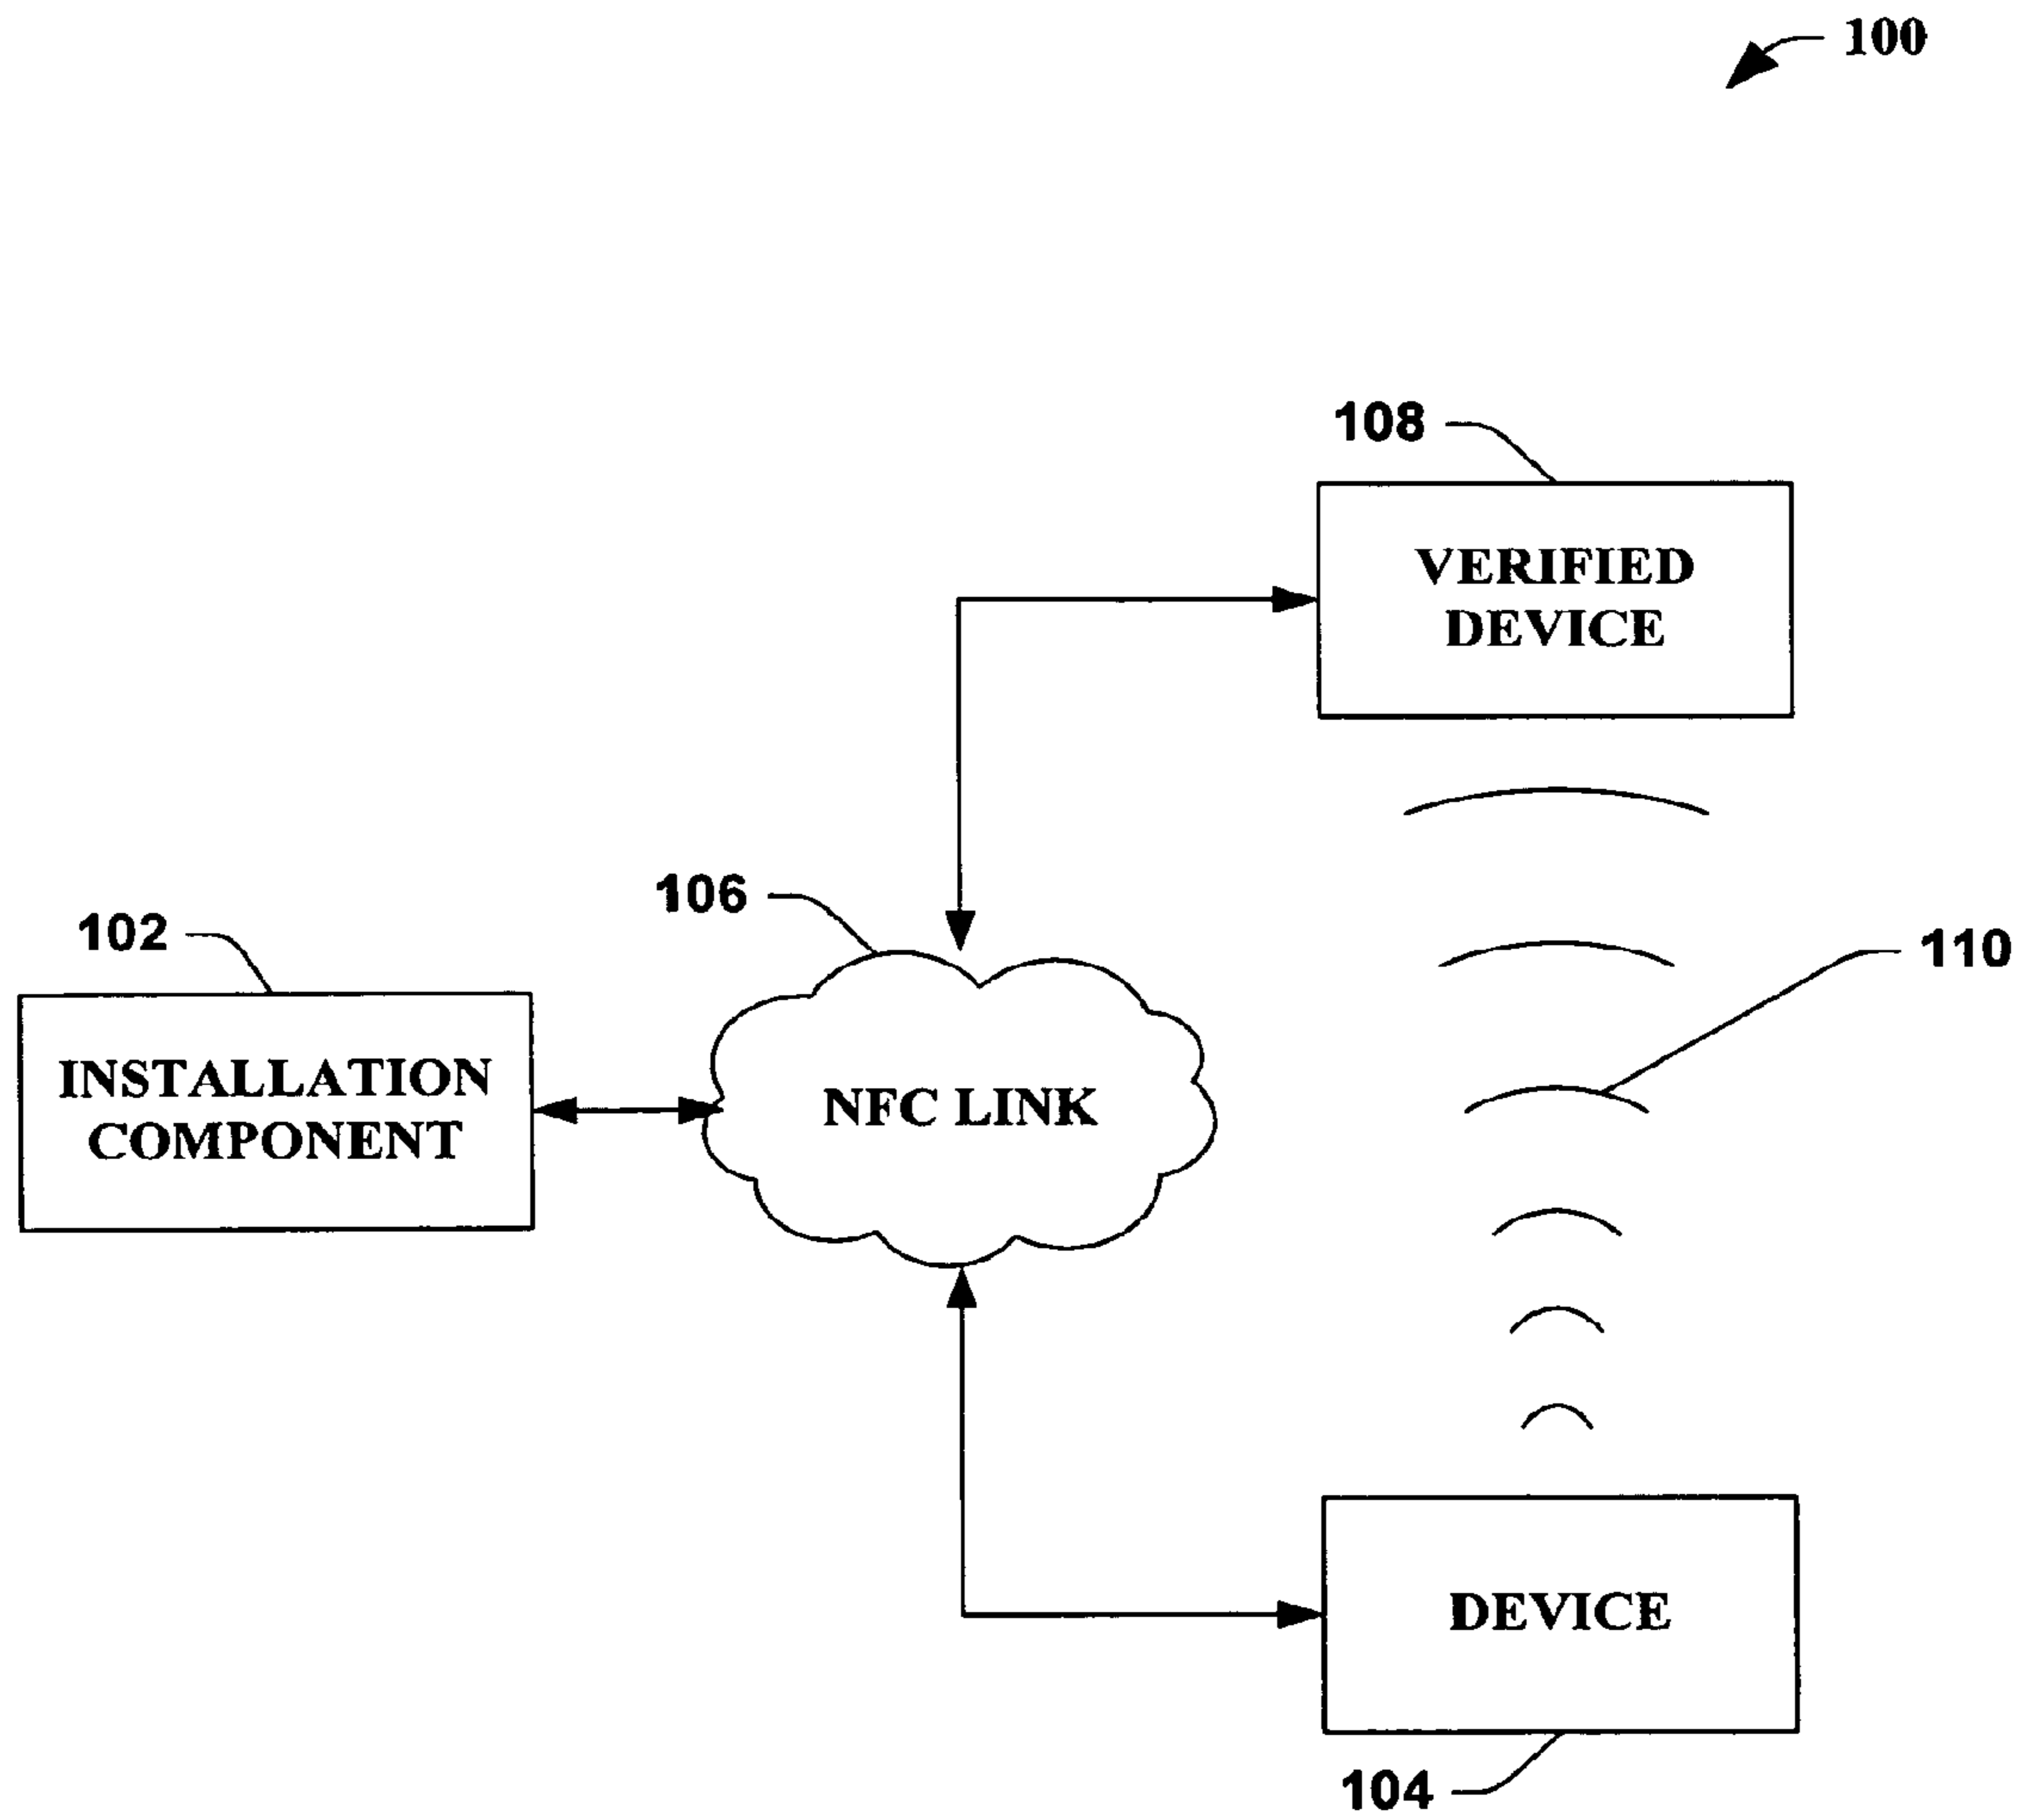 100
108
VERIFIED
DEVICE
106
102
110
INSTALLATION
COMPONENT
NFC LINK
DEVICE
104